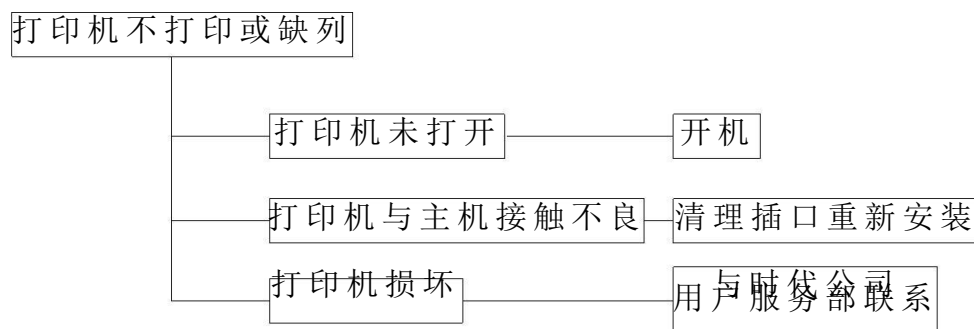 打印机不打印或缺列
打印机未打开
开机
打印机与主机接触不良
清理插口重新安装
打印机损坏
与时代公司
用户服务部联系